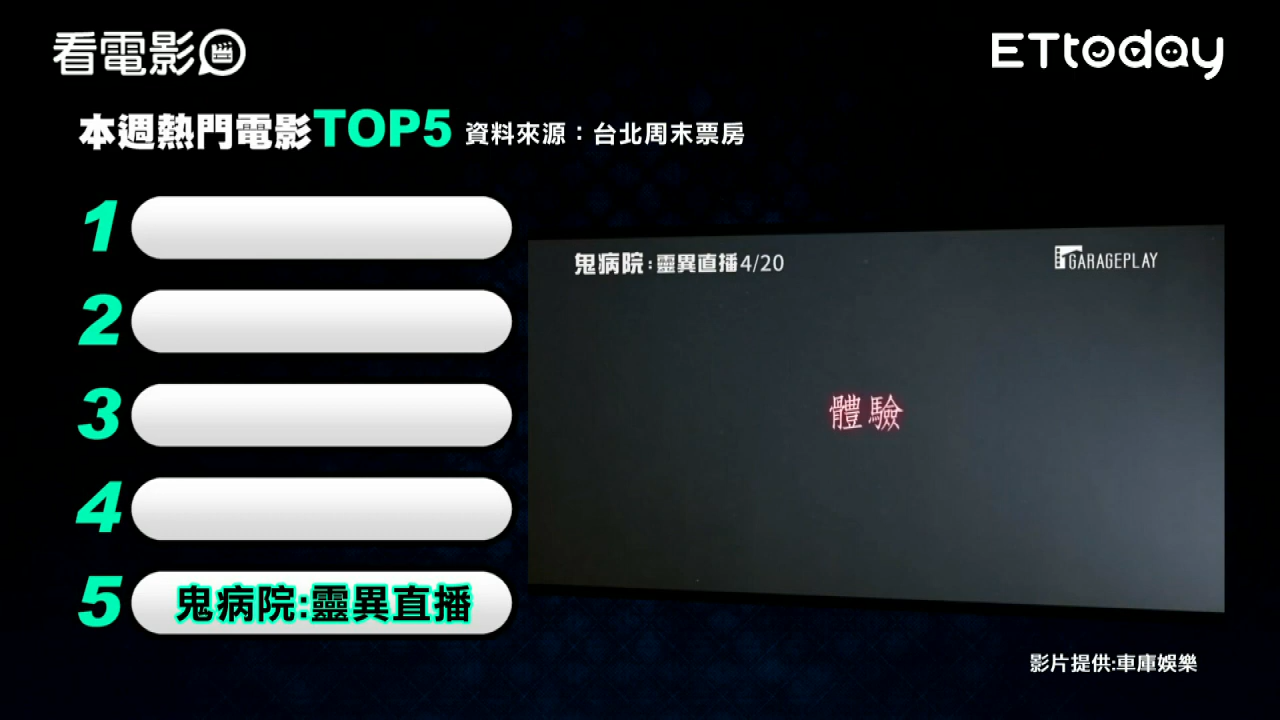 看電影
ETtoday
本週熱門電影TOP5 資料來源：台北周末票房
1
2
3
4
5 鬼病院:靈異直播
鬼病院:靈異直播4/20
GARAGEPLAY
體驗
影片提供:車庫娛樂